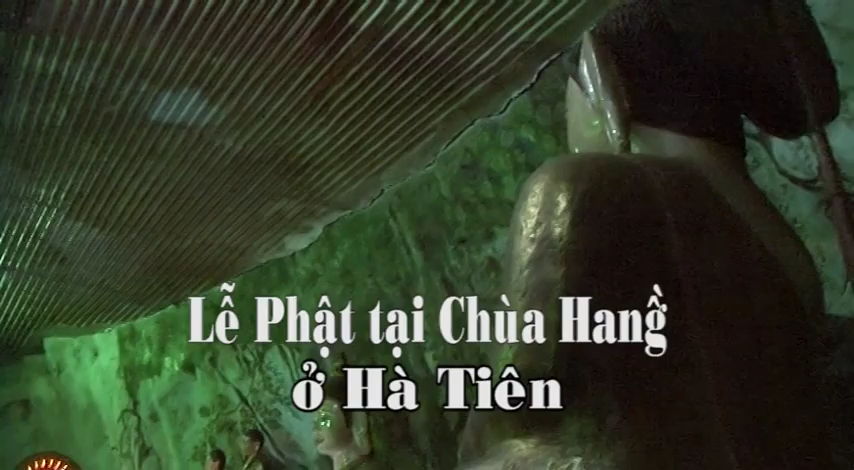 Lễ Phật tại Chùa Hang
ở Hà Tiên